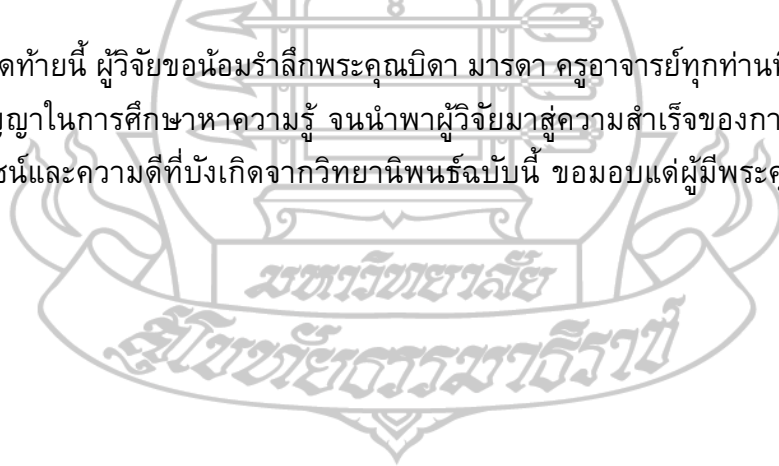 ดท้ายนี้ ผู้วิจัยขอน้อมรำลึกพระคุณบิดา มารดา ครูอาจารย์ทุกท่าน
ญาในการศึกษาหาความรู้ จนนำพาผู้วิจัยมาสู่ความสำเร็จของกา
ชน์และความดีที่บังเกิดจากวิทยานิพนธ์ฉบับนี้ ขอมอบแด่ผู้มีพระคุ
มหาวิทยาลัย
สุโขทัยธรรมาธิราช